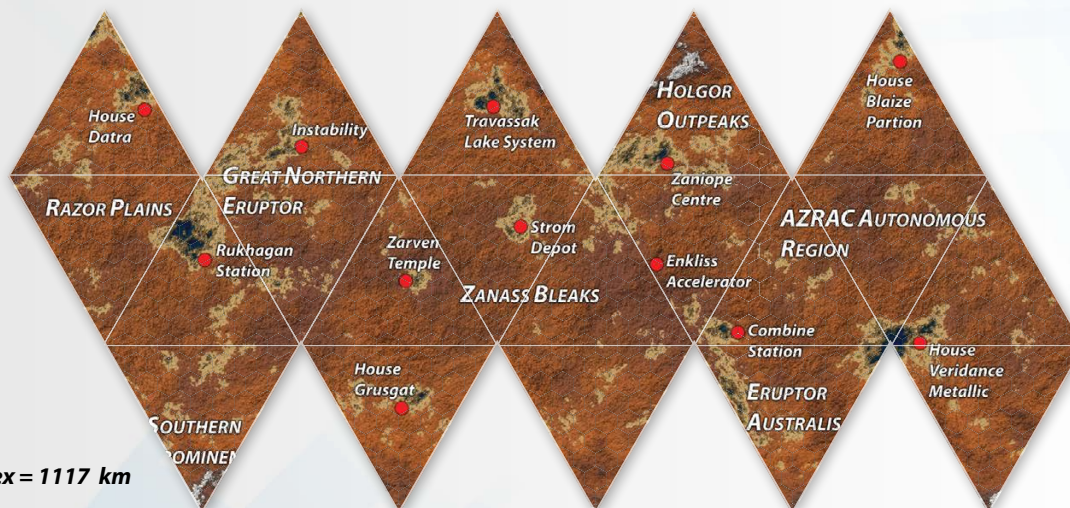 House
Datra
Instability
Travassak
Lake System
HOLGOR
OUTPEAKS
House
Blaize
Partion
GREAT NORTHERN
ERUPTOR
Zaniope
Centre
RAZOR PLAINS
AZRAC AUTONOMOUS
REGION
Rukhagan
Station
Zarven
Temple
Strom
Depot
Enkliss
Accelerator
ZANASS BLEAKS
Combine
Station
House
Veridance
Metallic
House
Grusgat
ERUPTOR
AUSTRALIS
SOUTHERN
ex = 1117 km